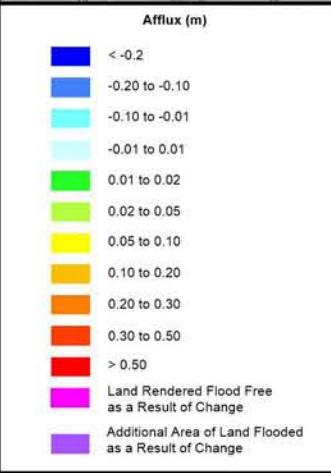 Afflux (m)
< -0.2
-0.20 to -0.10
-0.10 to -0.01
-0.01 to 0.01
0.01 to 0.02
0.02 to 0.05
0.05 to 0.10
0.10 to 0.20
0.20 to 0.30
0.30 to 0.50
> 0.50
Land Rendered Flood Free
as a Result of Change
Additional Area of Land Flooded
as a Result of Change